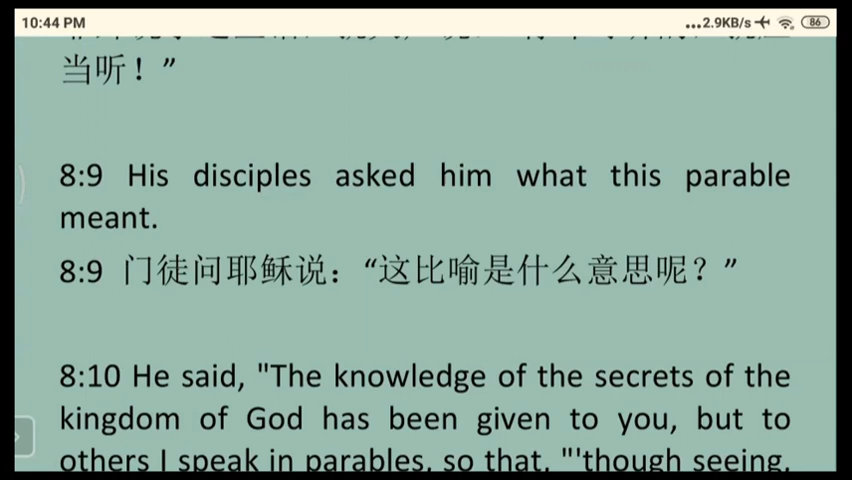 10:44 PM ...2.9KB/s 86
当听！”
8:9 His disciples asked him what this parable
meant.
8:9 门徒问耶稣说：“这比喻是什么意思呢？”
8:10 He said, "The knowledge of the secrets of the
kingdom of God has been given to you, but to
others I speak in parables, so that, "'though seeing,